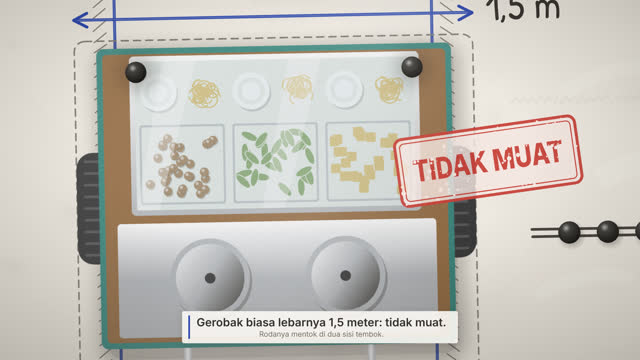 1,5 m
TIDAK MUAT
Gerobak biasa lebarnya 1,5 meter: tidak muat.
Rodanya mentok di dua sisi tembok.